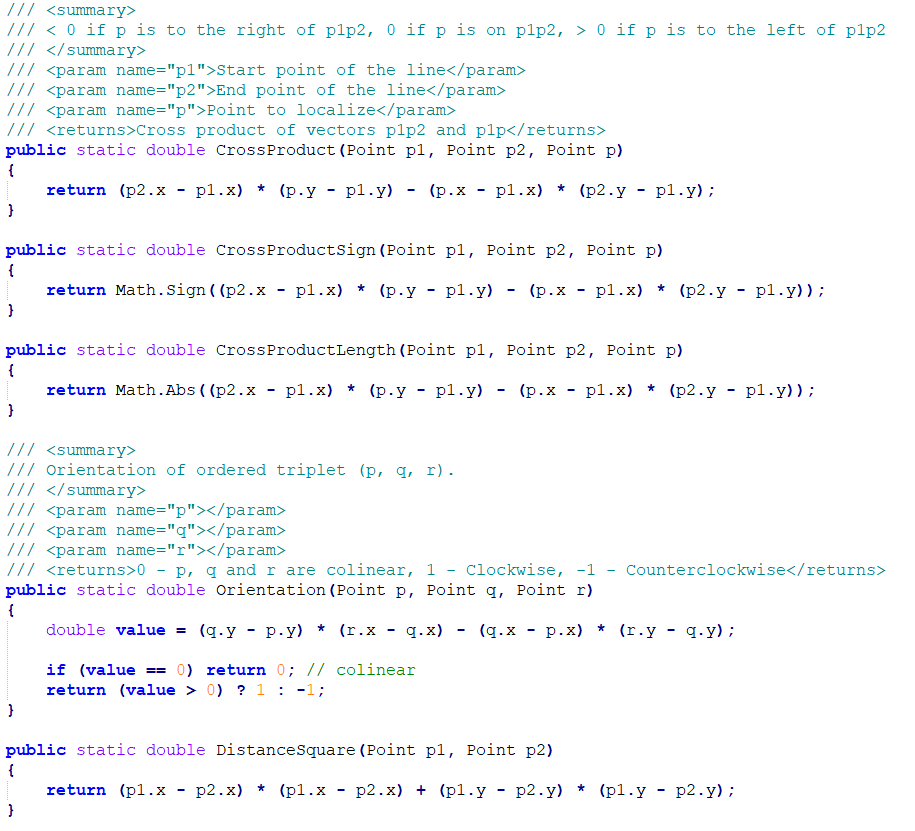 /// <summary>
/// < 0 if p is to the right of p1p2, 0 if p is on p1p2, > 0 if p is to the left of p1p2
/// </summary>
/// <param name="p1">Start point of the line</param>
/// <param name="p2">End point of the line</param>
/// <param name="p">Point to localize</param>
/// <returns>Cross product of vectors p1p2 and p1p</returns>
public static double CrossProduct(Point p1, Point p2, Point p)
{
    return (p2.x - p1.x) * (p.y - p1.y) - (p.x - p1.x) * (p2.y - p1.y);
}

public static double CrossProductSign(Point p1, Point p2, Point p)
{
    return Math.Sign((p2.x - p1.x) * (p.y - p1.y) - (p.x - p1.x) * (p2.y - p1.y));
}

public static double CrossProductLength(Point p1, Point p2, Point p)
{
    return Math.Abs((p2.x - p1.x) * (p.y - p1.y) - (p.x - p1.x) * (p2.y - p1.y));
}

/// <summary>
/// Orientation of ordered triplet (p, q, r).
/// </summary>
/// <param name="p"></param>
/// <param name="q"></param>
/// <param name="r"></param>
/// <returns>0 - p, q and r are colinear, 1 - Clockwise, -1 - Counterclockwise</returns>
public static double Orientation(Point p, Point q, Point r)
{
    double value = (q.y - p.y) * (r.x - q.x) - (q.x - p.x) * (r.y - q.y);

    if (value == 0) return 0; // colinear
    return (value > 0) ? 1 : -1;
}

public static double DistanceSquare(Point p1, Point p2)
{
    return (p1.x - p2.x) * (p1.x - p2.x) + (p1.y - p2.y) * (p1.y - p2.y);
}